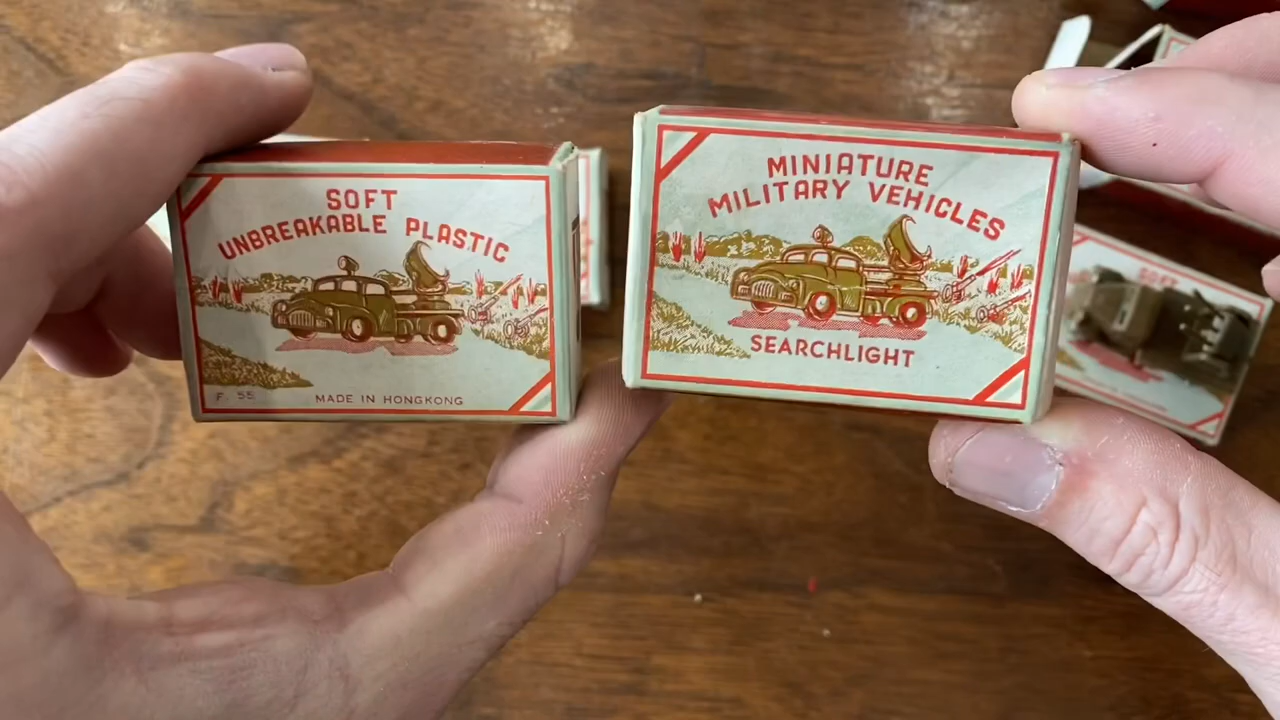 SOFT
UNBREAKABLE PLASTIC
F. 55
MADE IN HONGKONG
MINIATURE
MILITARY VEHICLES
SEARCHLIGHT
SOFT